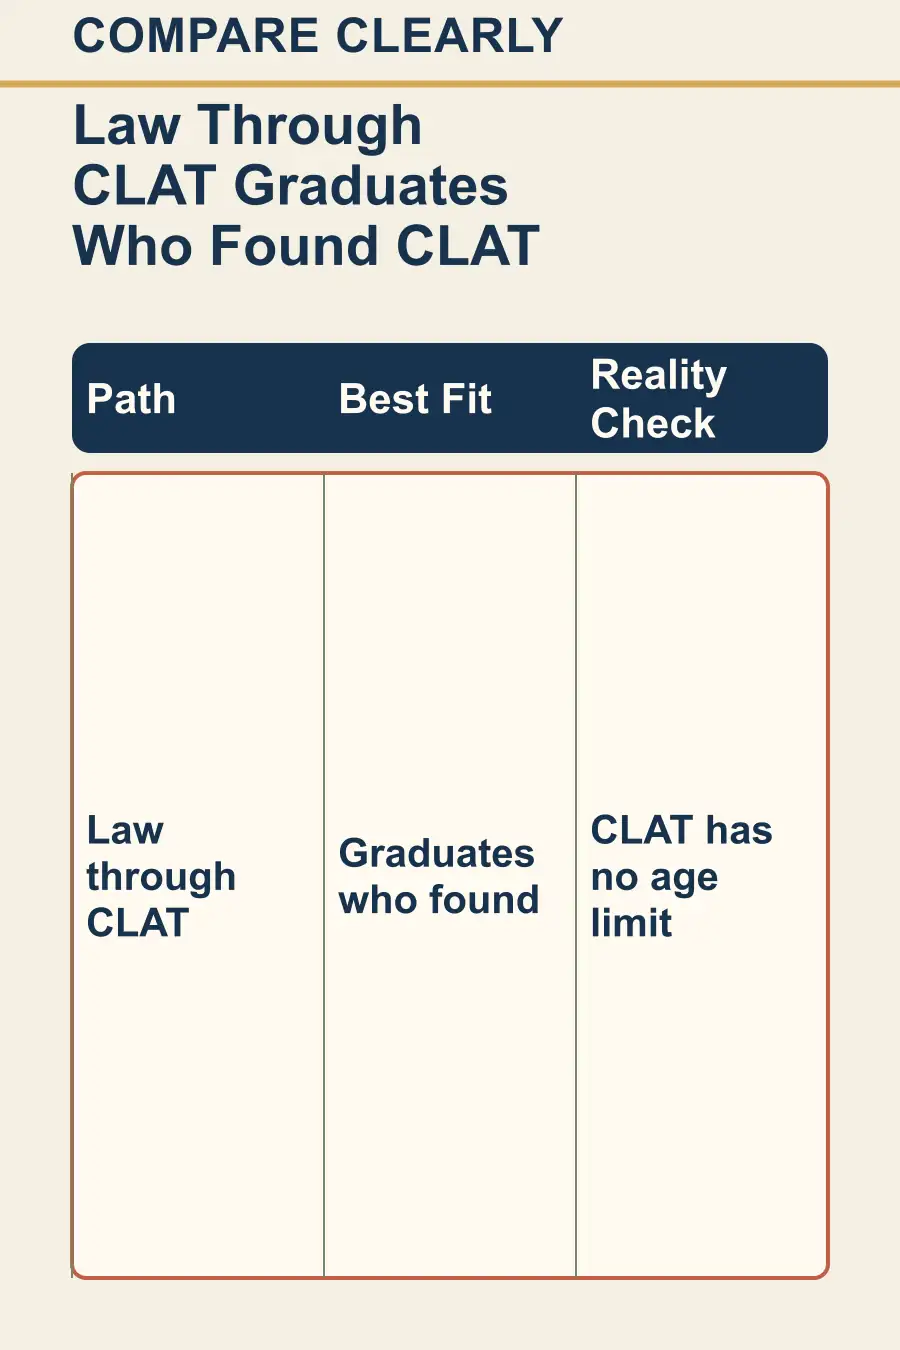 COMPARE CLEARLY
Law Through
CLAT Graduates
Who Found CLAT
Path
Best Fit
Reality
Check
Law
through
CLAT
Graduates
who found
CLAT has
no age
limit